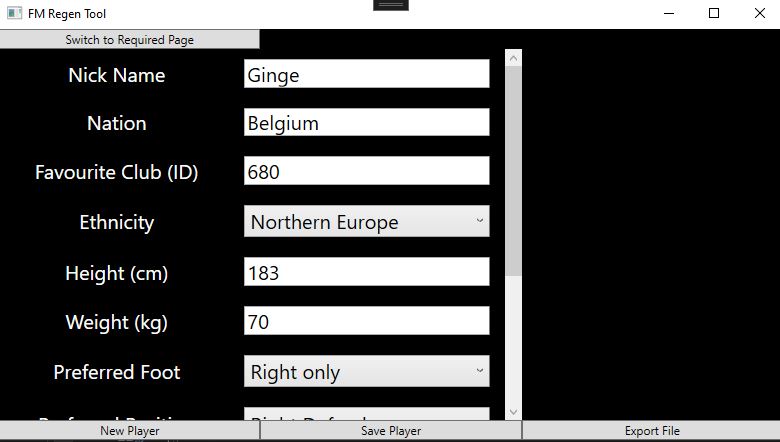 FM Regen Tool
Switch to Required Page
Nick Name Ginge
Nation Belgium
Favourite Club (ID) 680
Ethnicity Northern Europe
Height (cm) 183
Weight (kg) 70
Preferred Foot Right only
New Player Save Player Export File